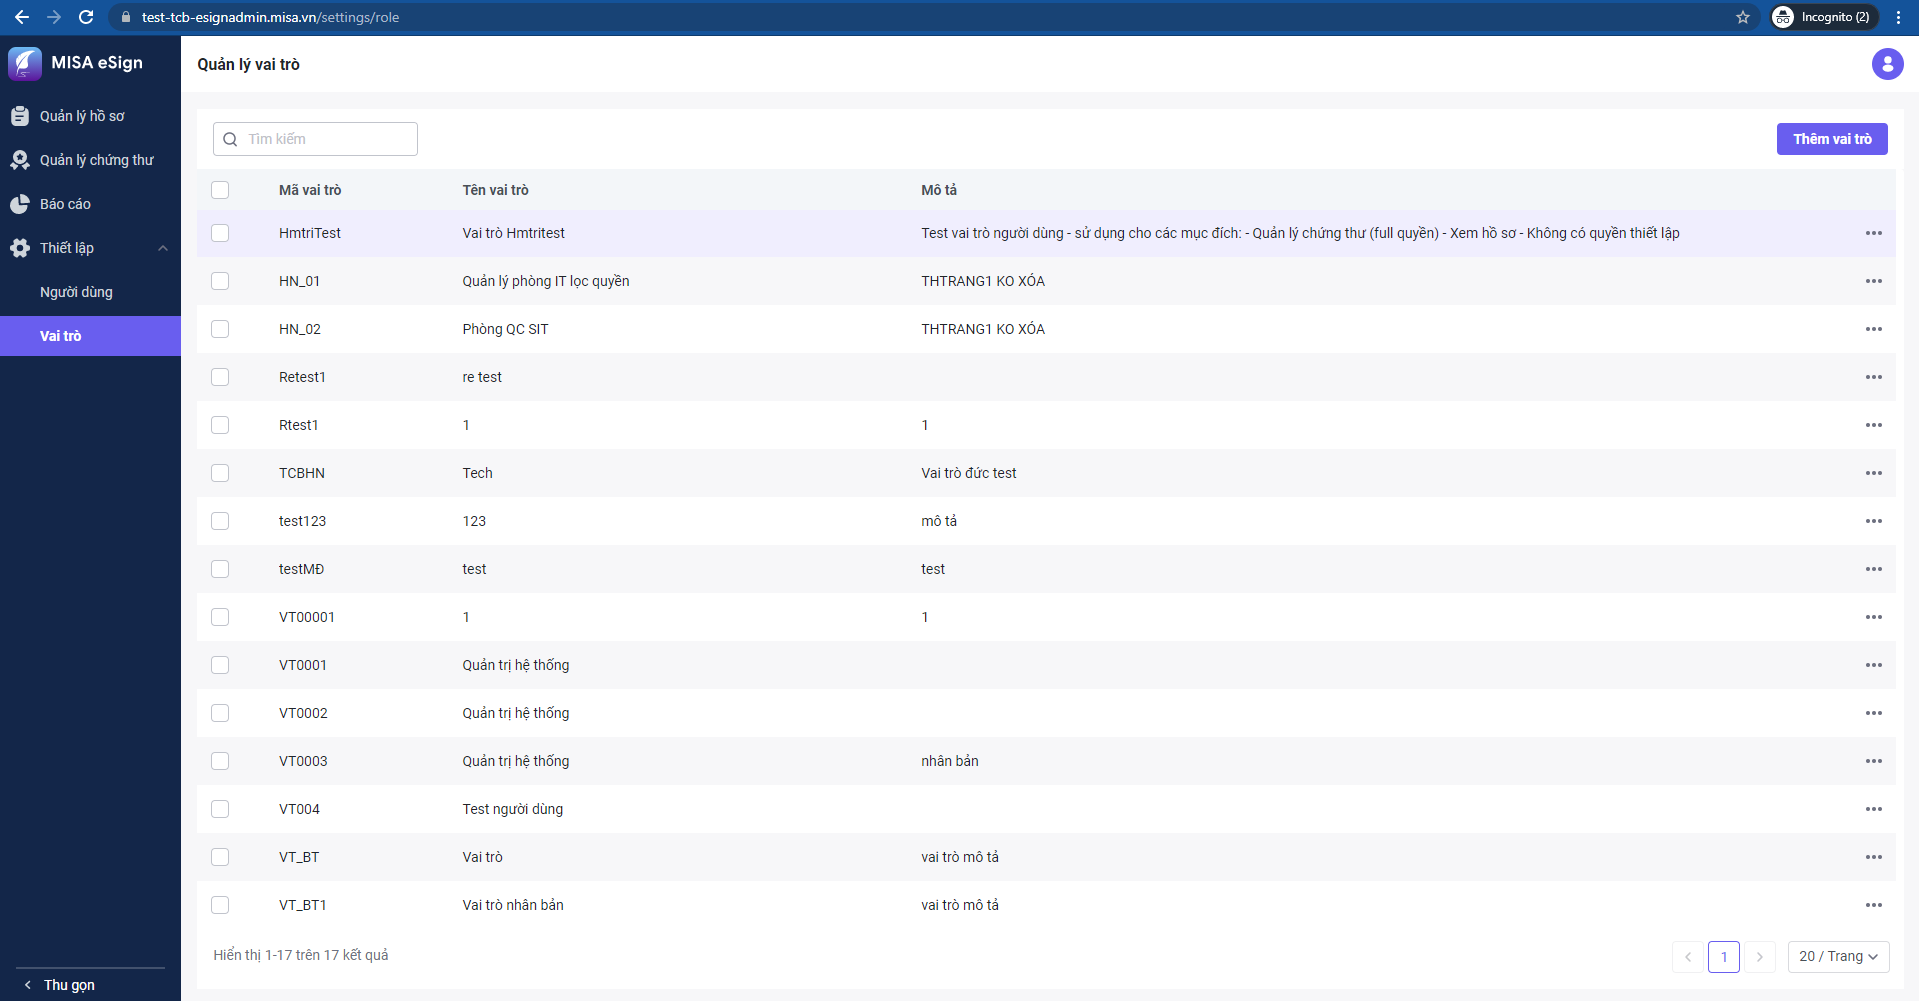 test-tcb-esignadmin.misa.vn/settings/role
Incognito (2)
MISA eSign
Quản lý vai trò
Quản lý hồ sơ
Quản lý chứng thư
Báo cáo
Thiết lập
Người dùng
Vai trò
Tìm kiếm
Thêm vai trò
Mã vai trò Tên vai trò Mô tả
HmtriTest Vai trò Hmtritest Test vai trò người dùng - sử dụng cho các mục đích: - Quản lý chứng thư (full quyền) - Xem hồ sơ - Không có quyền thiết lập
HN_01 Quản lý phòng IT lọc quyền THTRANG1 KO XÓA
HN_02 Phòng QC SIT THTRANG1 KO XÓA
Retest1 re test
Rtest1 1 1
TCBHN Tech Vai trò đức test
test123 123 mô tả
testMĐ test test
VT00001 1 1
VT0001 Quản trị hệ thống
VT0002 Quản trị hệ thống
VT0003 Quản trị hệ thống nhân bản
VT004 Test người dùng
VT_BT Vai trò vai trò mô tả
VT_BT1 Vai trò nhân bản vai trò mô tả
Hiển thị 1-17 trên 17 kết quả
1
20 / Trang
Thu gọn